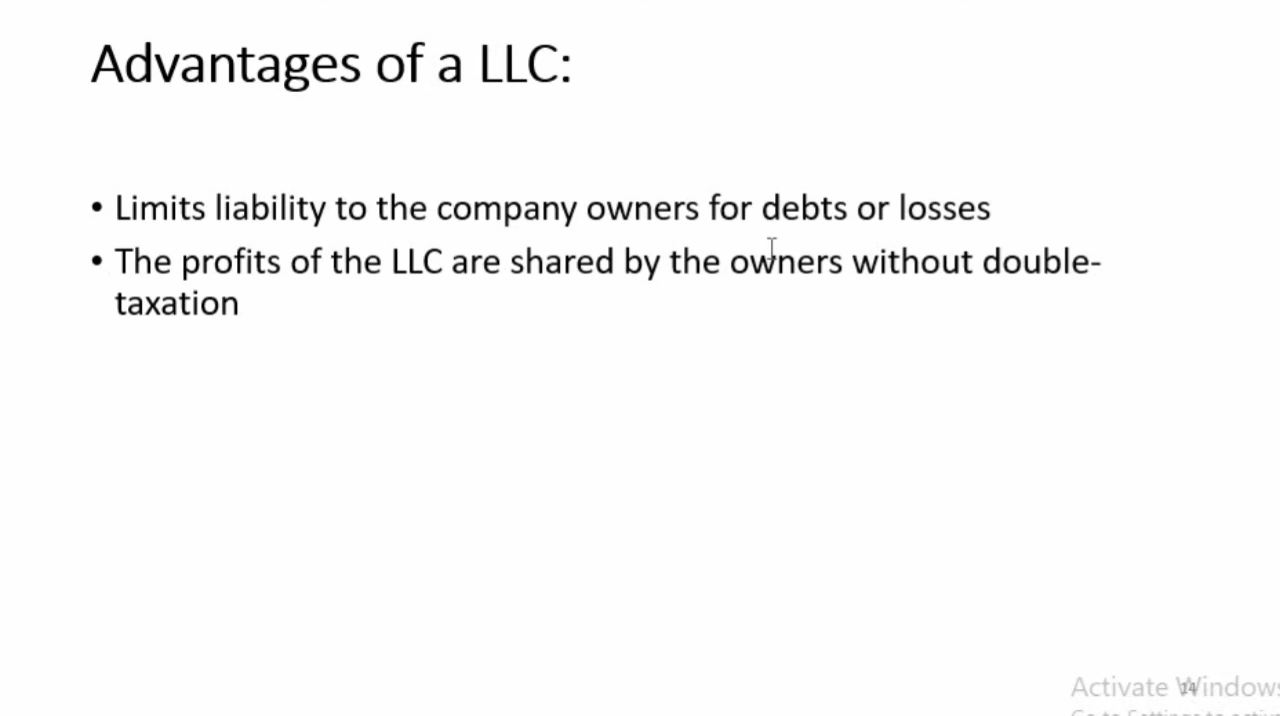 Advantages of a LLC:
• Limits liability to the company owners for debts or losses
• The profits of the LLC are shared by the owners without double-
taxation
Activate Windows
14